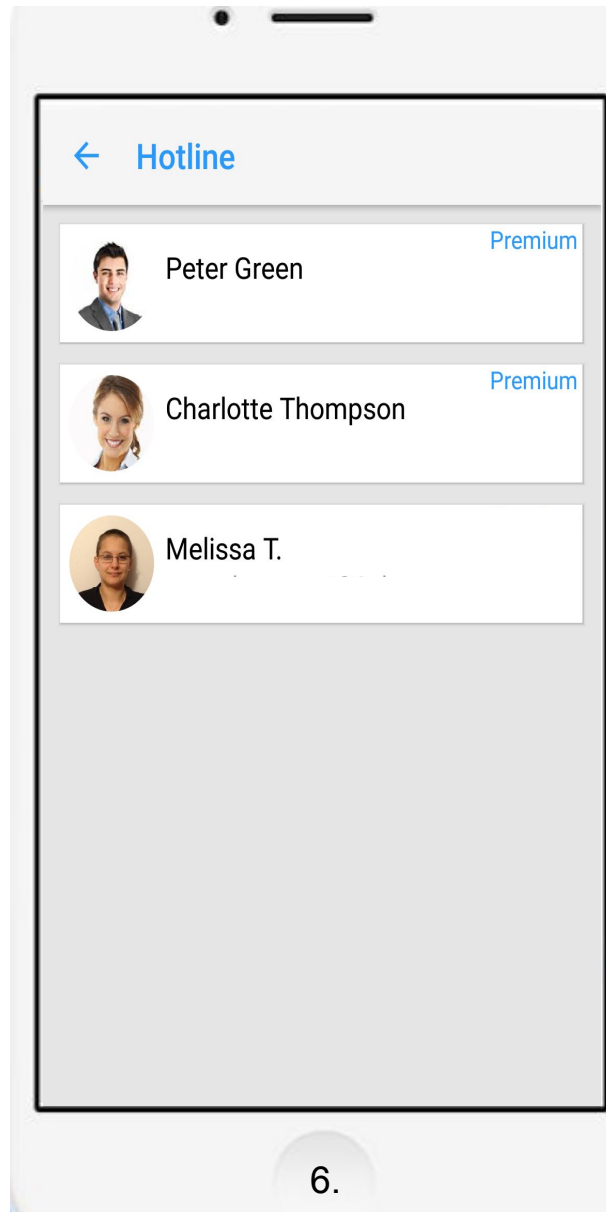 Hotline
Premium
Peter Green
Premium
Charlotte Thompson
Melissa T.
6.